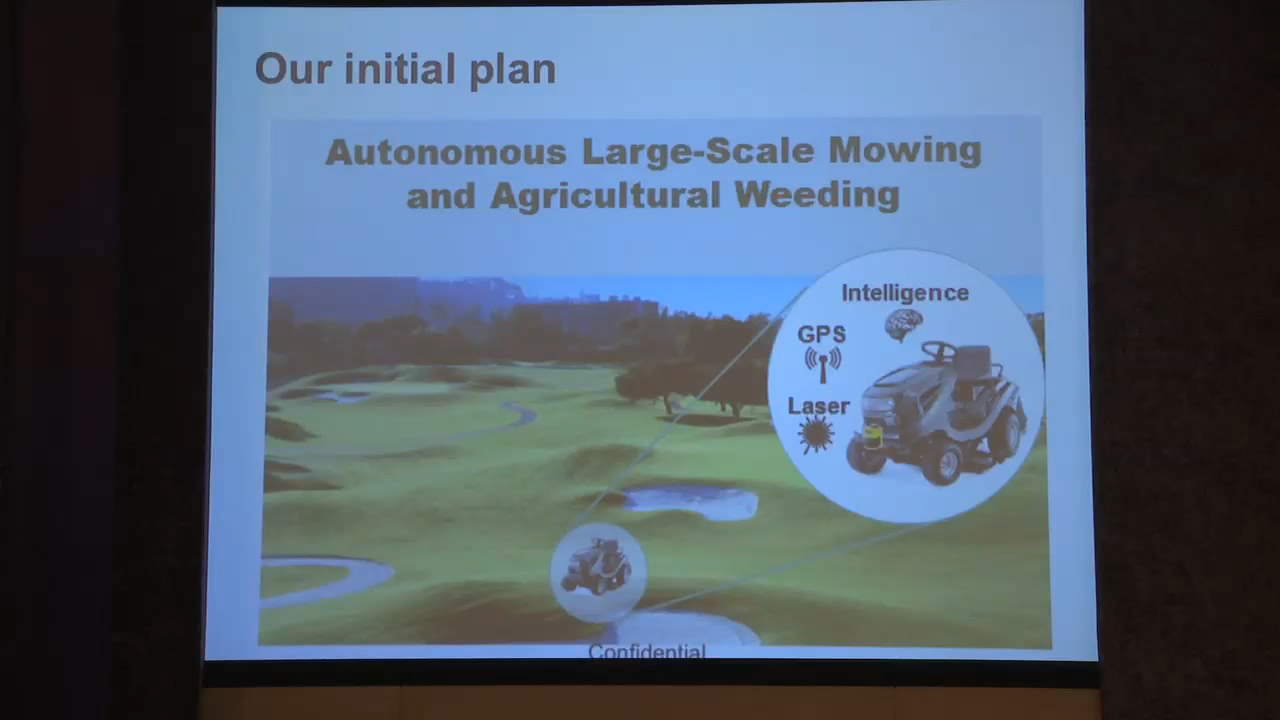 Our initial plan
Autonomous Large-Scale Mowing
and Agricultural Weeding
Intelligence
GPS
Laser
Confidential